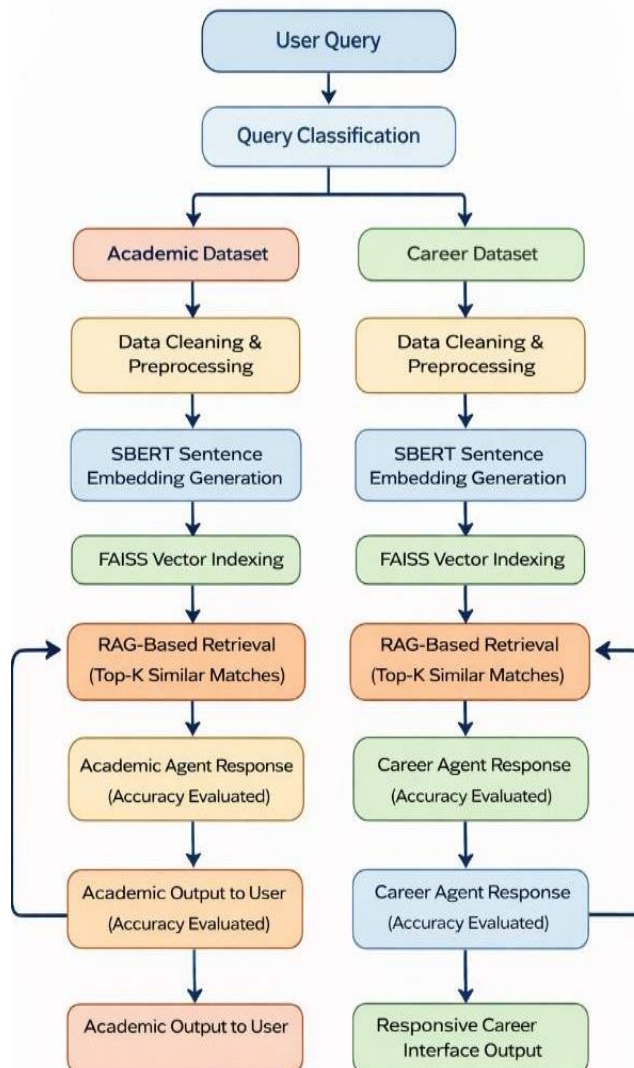 User Query
Query Classification
Academic Dataset
Career Dataset
Data Cleaning &
Preprocessing
Data Cleaning &
Preprocessing
SBERT Sentence
Embedding Generation
SBERT Sentence
Embedding Generation
FAISS Vector Indexing
FAISS Vector Indexing
RAG-Based Retrieval
(Top-K Similar Matches)
RAG-Based Retrieval
(Top-K Similar Matches)
Academic Agent Response
(Accuracy Evaluated)
Career Agent Response
(Accuracy Evaluated)
Academic Output to User
(Accuracy Evaluated)
Career Agent Response
(Accuracy Evaluated)
Academic Output to User
Responsive Career
Interface Output